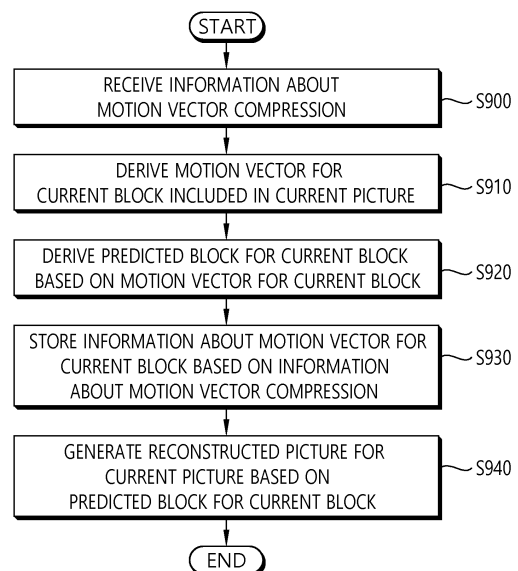 START
RECEIVE INFORMATION ABOUT
MOTION VECTOR COMPRESSION
S900
DERIVE MOTION VECTOR FOR
CURRENT BLOCK INCLUDED IN CURRENT PICTURE
S910
DERIVE PREDICTED BLOCK FOR CURRENT BLOCK
BASED ON MOTION VECTOR FOR CURRENT BLOCK
S920
STORE INFORMATION ABOUT MOTION VECTOR FOR
CURRENT BLOCK BASED ON INFORMATION
ABOUT MOTION VECTOR COMPRESSION
S930
GENERATE RECONSTRUCTED PICTURE FOR
CURRENT PICTURE BASED ON
PREDICTED BLOCK FOR CURRENT BLOCK
S940
END